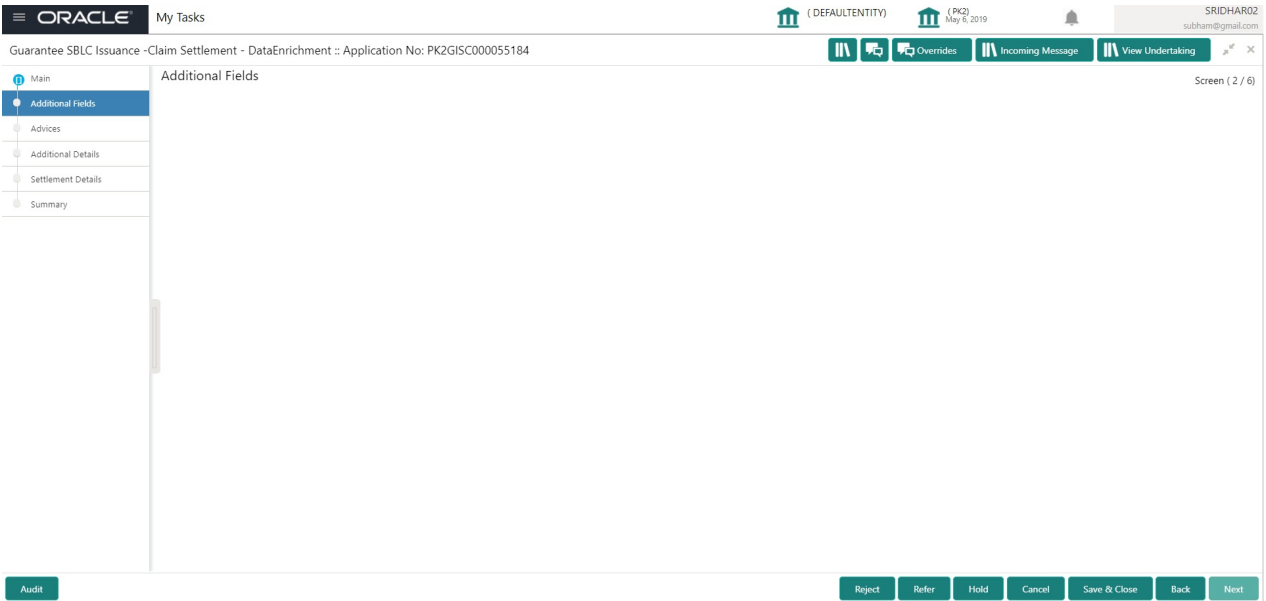 ORACLE®
My Tasks
( DEFAULTENTITY)
(PK2)
May 6, 2019
SRIDHAR02
subham@gmail.com
Guarantee SBLC Issuance -Claim Settlement - DataEnrichment :: Application No: PK2GISC000055184
Overrides
Incoming Message
View Undertaking
Main
Additional Fields
Advices
Additional Details
Settlement Details
Summary
Additional Fields
Screen ( 2 / 6)
Audit
Reject
Refer
Hold
Cancel
Save & Close
Back
Next